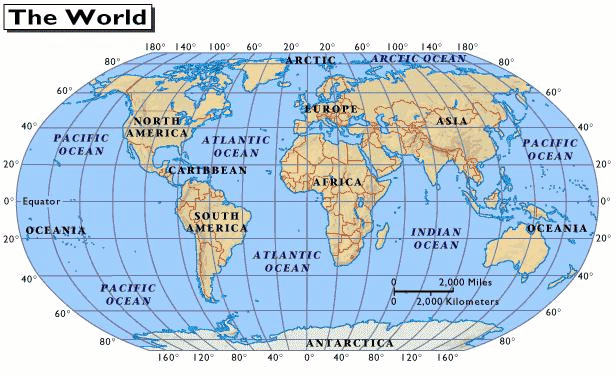 The World
180° 140° 100° 60° 20° 20° 60° 100° 140° 180°
80° ARCTIC ARCTIC OCEAN 80°
60° 60°
EUROPE
NORTH
AMERICA
ASIA
40° 40°
PACIFIC
OCEAN
ATLANTIC
OCEAN
PACIFIC
OCEAN
20° CARIBBEAN 20°
AFRICA
0° Equator 0°
SOUTH
AMERICA
OCEANIA
INDIAN
OCEAN
OCEANIA
20° 20°
ATLANTIC
OCEAN
40° 40°
0 2,000 Miles
0 2,000 Kilometers
PACIFIC
OCEAN
60° 60°
80° ANTARCTICA 80°
160° 120° 80° 40° 0° 40° 80° 120° 160°